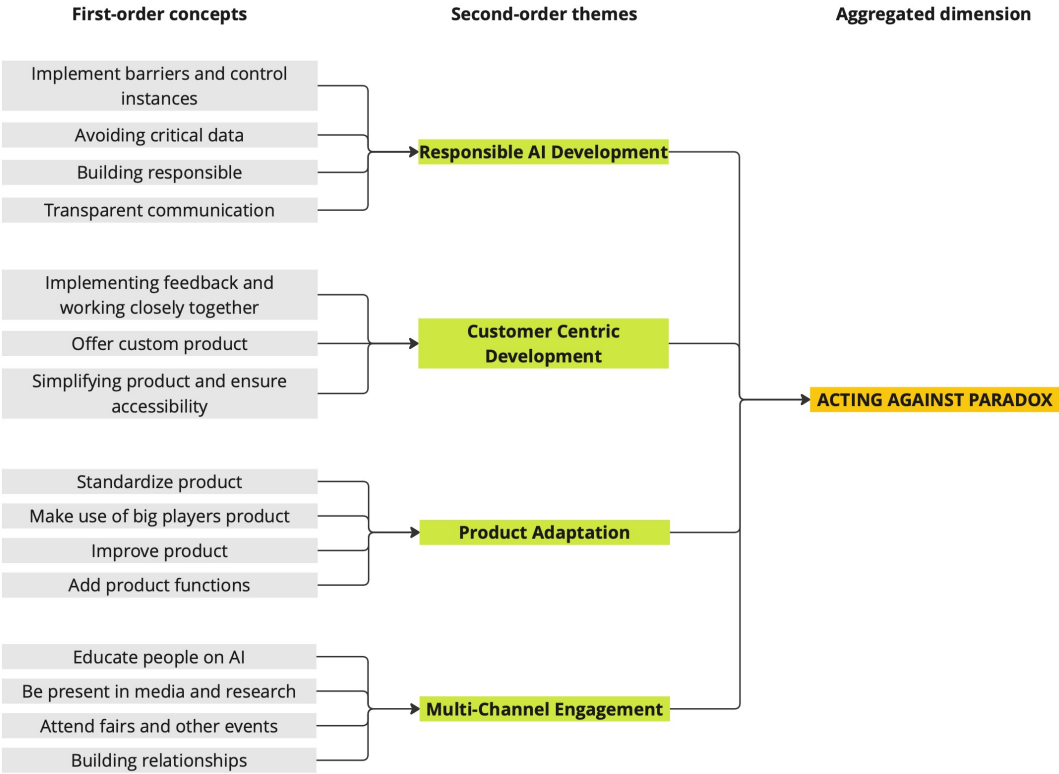 First-order concepts
Second-order themes
Aggregated dimension
Implement barriers and control
instances
Avoiding critical data
Building responsible
Transparent communication
Responsible AI Development
Implementing feedback and
working closely together
Offer custom product
Simplifying product and ensure
accessibility
Customer Centric
Development
ACTING AGAINST PARADOX
Standardize product
Make use of big players product
Improve product
Add product functions
Product Adaptation
Educate people on AI
Be present in media and research
Attend fairs and other events
Building relationships
Multi-Channel Engagement